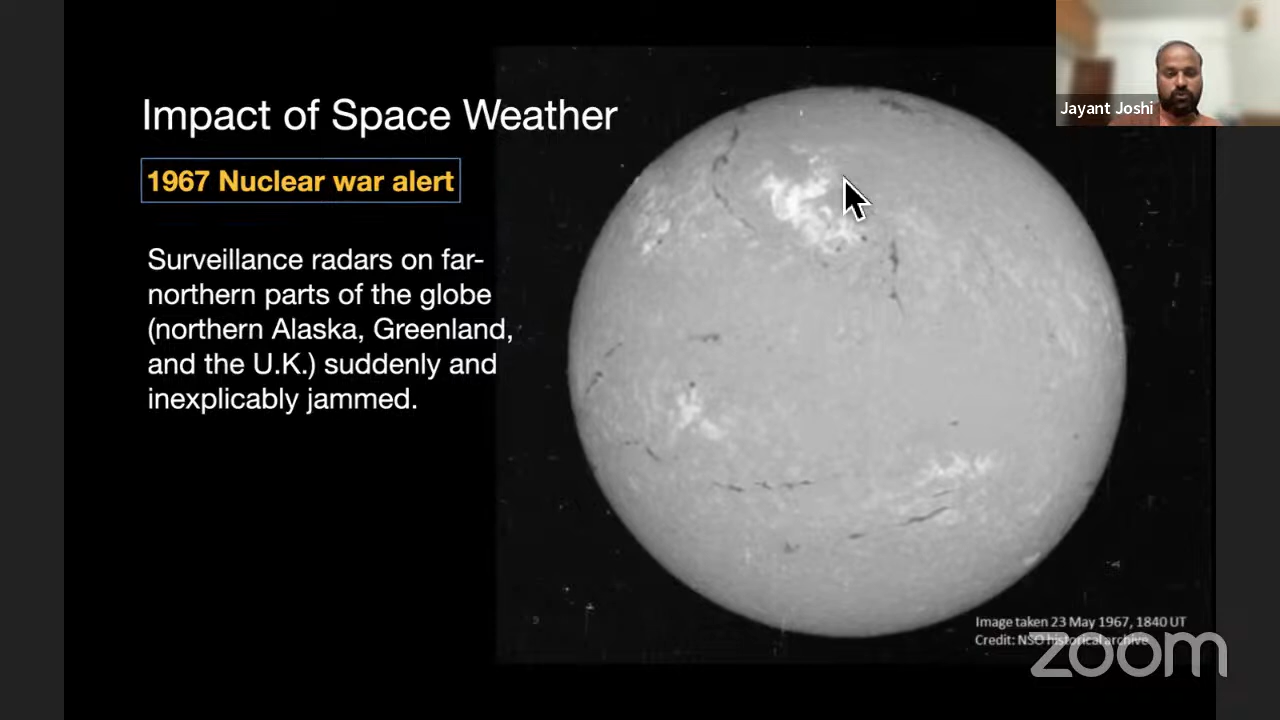 Impact of Space Weather
1967 Nuclear war alert
Surveillance radars on far-
northern parts of the globe
(northern Alaska, Greenland,
and the U.K.) suddenly and
inexplicably jammed.
Jayant Joshi
Image taken 23 May 1967, 1840 UT
Credit: NSO historical archive
zoom